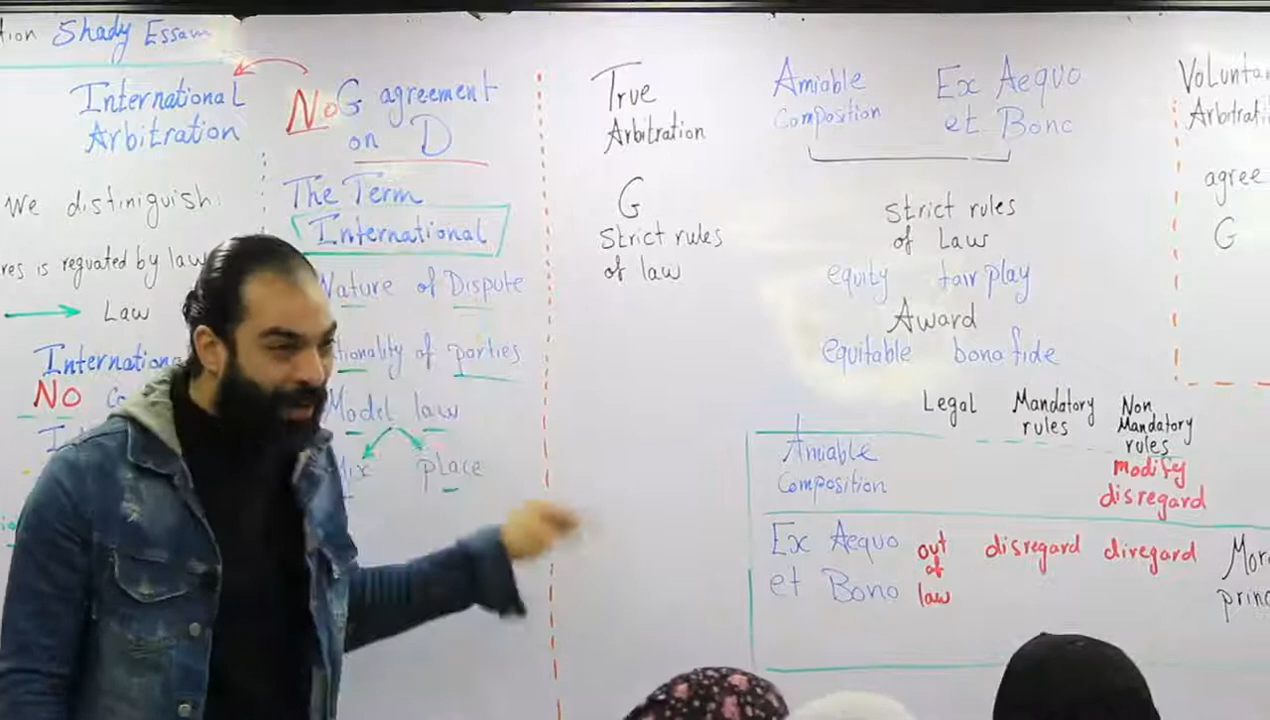 Shady Essam
International
Arbitration
We distinguish
is reguated by law
Law
NO
NoG agreement
on D
The Term
International
Nature of Dispute
of parties
Model law
place
True
Arbitration
G
Strict rules
of law
Amiable
Composition
Ex Aequo
et Bono
Strict rules
of Law
equity fair play
Award
equitable bona fide
Legal Mandatory
rules
Non
Mandatory
rules
Amiable
Composition
modify
disregard
Ex Aequo
et Bono
out
of
law
disregard diregard
agree
G